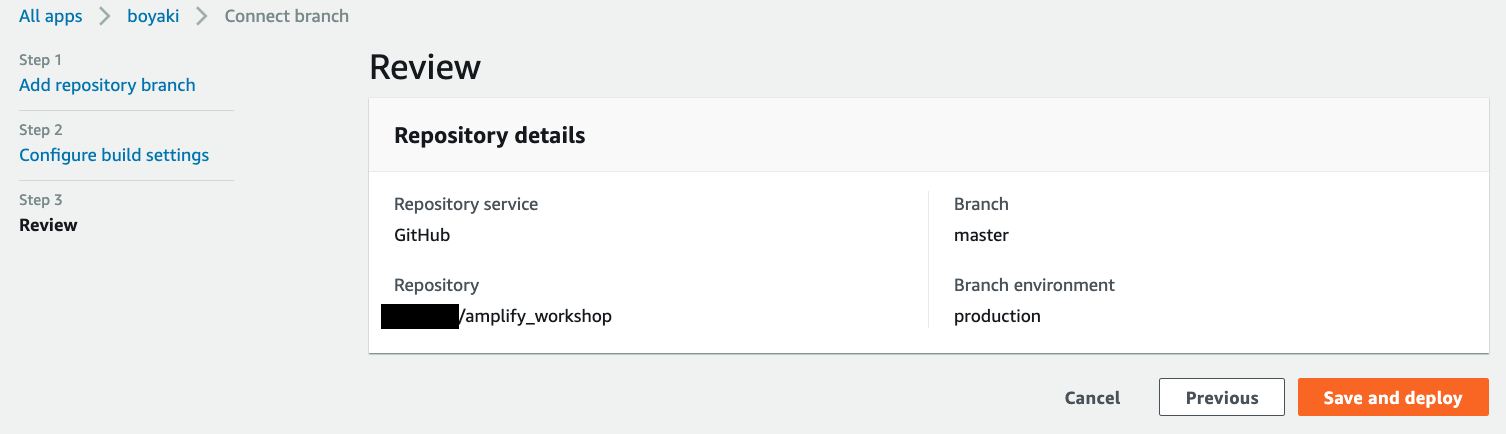 All apps > boyaki > Connect branch
Step 1
Add repository branch
Step 2
Configure build settings
Step 3
Review
Review
Repository details
Repository service
GitHub
Repository
/amplify_workshop
Branch
master
Branch environment
production
Cancel Previous Save and deploy